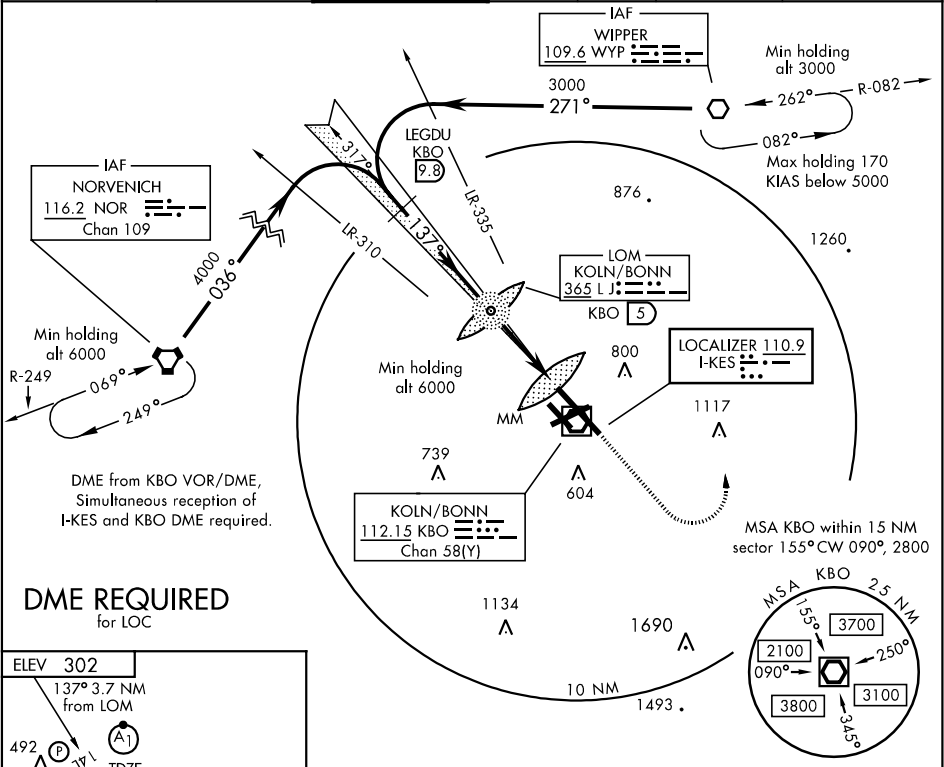 IAF
WIPPER
109.6 WYP
Min holding
alt 3000
R-082
262°
082°
Max holding 170
KIAS below 5000
3000
271°
LEGDU
KBO
9.8
317°
LR-335
LR-310
137°
IAF
NORVENICH
116.2 NOR
Chan 109
4000
036°
876
1260
LOM
KOLN/BONN
365 LJ
KBO 5
Min holding
alt 6000
R-249
069°
249°
Min holding
alt 6000
800
LOCALIZER 110.9
I-KES
1117
MM
739
604
DME from KBO VOR/DME,
Simultaneous reception of
I-KES and KBO DME required.
KOLN/BONN
112.15 KBO
Chan 58(Y)
MSA KBO within 15 NM
sector 155° CW 090°, 2800
DME REQUIRED
for LOC
1134
1690
10 NM
1493
MSA KBO 25 NM
155°
3700
2100
250°
090°
3100
3800
345°
ELEV 302
137° 3.7 NM
from LOM
492
P
A1
14L
TDZE